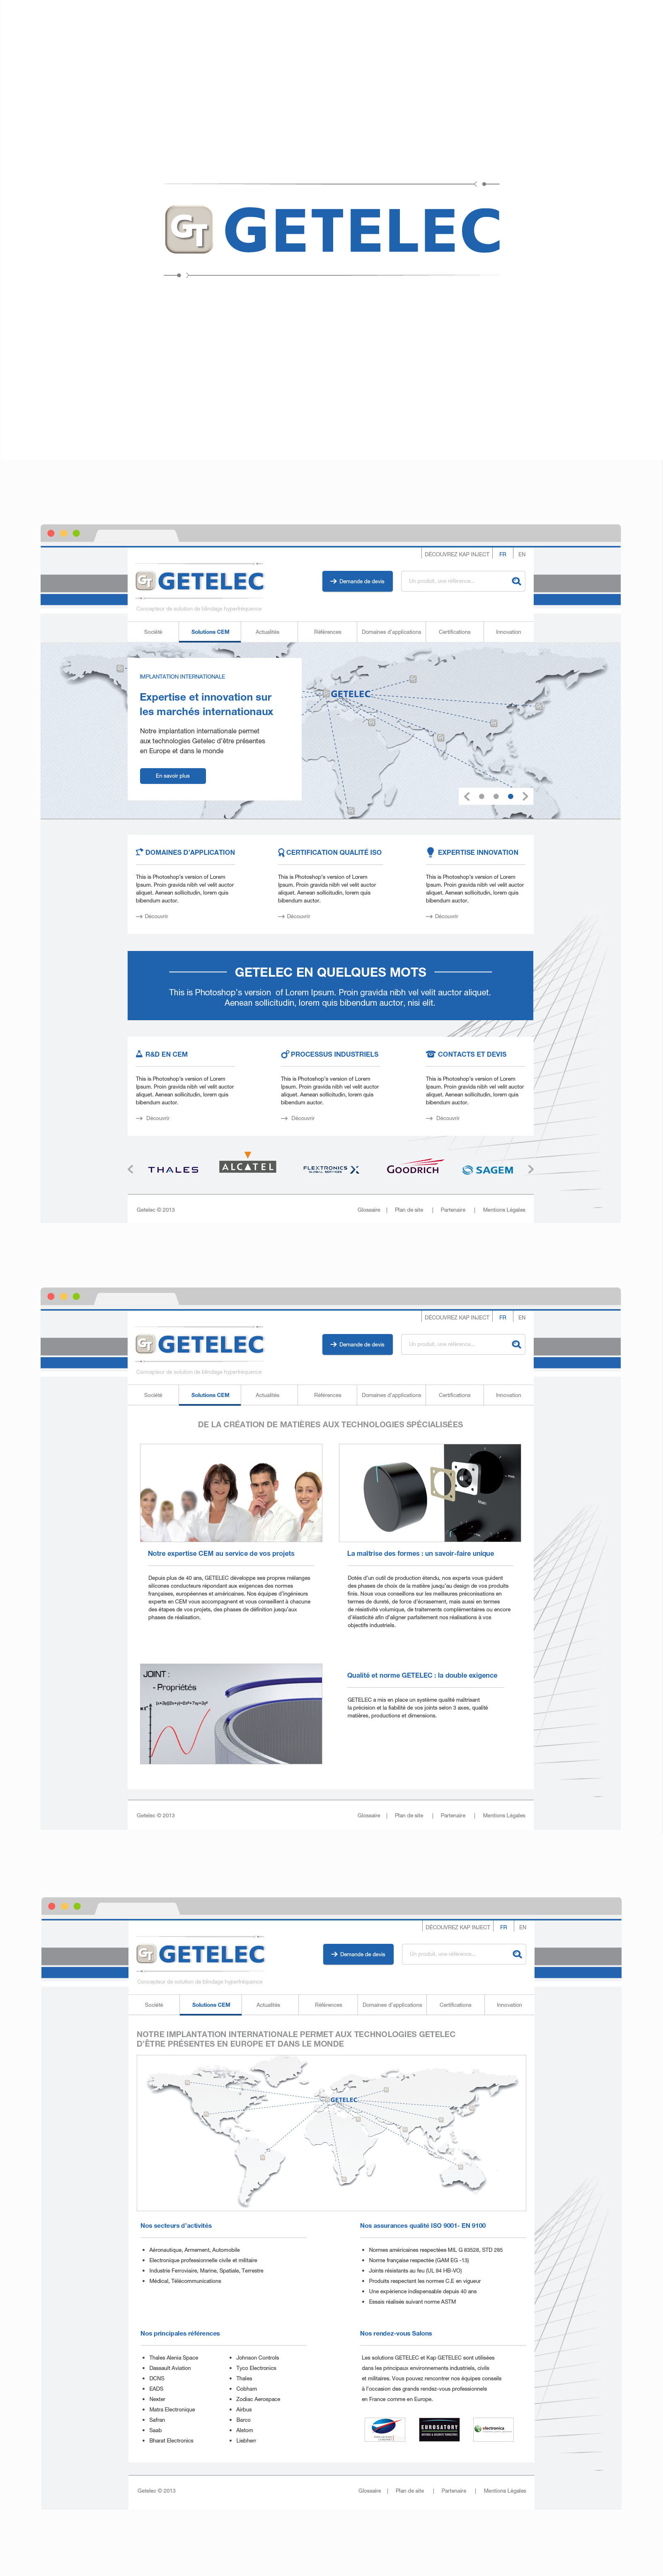 GT GETELEC
DÉCOUVREZ KAP INJECT FR EN
GT GETELEC
Demande de devis
Un produit, une référence...
Concepteur de solution de blindage hyperfréquence
Société Solutions CEM Actualités Références Domaines d'applications Certifications Innovation
IMPLANTATION INTERNATIONALE
Expertise et innovation sur
les marchés internationaux
Notre implantation internationale permet
aux technologies Getelec d'être présentes
en Europe et dans le monde
En savoir plus
GETELEC
DOMAINES D'APPLICATION
This is Photoshop's version of Lorem
Ipsum. Proin gravida nibh vel velit auctor
aliquet. Aenean sollicitudin, lorem quis
bibendum auctor.
Découvrir
CERTIFICATION QUALITÉ ISO
This is Photoshop's version of Lorem
Ipsum. Proin gravida nibh vel velit auctor
aliquet. Aenean sollicitudin, lorem quis
bibendum auctor.
Découvrir
EXPERTISE INNOVATION
This is Photoshop's version of Lorem
Ipsum. Proin gravida nibh vel velit auctor
aliquet. Aenean sollicitudin, lorem quis
bibendum auctor.
Découvrir
GETELEC EN QUELQUES MOTS
This is Photoshop's version of Lorem Ipsum. Proin gravida nibh vel velit auctor aliquet.
Aenean sollicitudin, lorem quis bibendum auctor, nisi elit.
R&D EN CEM
This is Photoshop's version of Lorem
Ipsum. Proin gravida nibh vel velit auctor
aliquet. Aenean sollicitudin, lorem quis
bibendum auctor.
Découvrir
PROCESSUS INDUSTRIELS
This is Photoshop's version of Lorem
Ipsum. Proin gravida nibh vel velit auctor
aliquet. Aenean sollicitudin, lorem quis
bibendum auctor.
Découvrir
CONTACTS ET DEVIS
This is Photoshop's version of Lorem
Ipsum. Proin gravida nibh vel velit auctor
aliquet. Aenean sollicitudin, lorem quis
bibendum auctor.
Découvrir
THALES
ALCATEL
FLEXTRONICS
GLOBAL SERVICES
GOODRICH
SAGEM
Getelec © 2013
Glossaire | Plan de site | Partenaire | Mentions Légales
DÉCOUVREZ KAP INJECT FR EN
GT GETELEC
Demande de devis
Un produit, une référence...
Concepteur de solution de blindage hyperfréquence
Société Solutions CEM Actualités Références Domaines d'applications Certifications Innovation
DE LA CRÉATION DE MATIÈRES AUX TECHNOLOGIES SPÉCIALISÉES
Notre expertise CEM au service de vos projets
Depuis plus de 40 ans, GETELEC développe ses propres mélanges
silicones conducteurs répondant aux exigences des normes
françaises, européennes et américaines. Nos équipes d'ingénieurs
experts en CEM vous accompagnent et vous conseillent à chacune
des étapes de vos projets, des phases de définition jusqu'aux
phases de réalisation.
La maîtrise des formes : un savoir-faire unique
Dotée d'un outil de production étendu, nos experts vous guident
des phases de choix de la matière jusqu'au design de vos produits
finis. Nous vous conseillons sur les meilleures préconisations en
termes de dureté, de force d'écrasement, mais aussi en termes
de résistivité volumique, de traitements complémentaires ou encore
d'élasticité afin d'aligner parfaitement nos réalisations à vos
objectifs industriels.
JOINT :
- Propriétés
Qualité et norme GETELEC : la double exigence
GETELEC a mis en place un système qualité maîtrisant
la précision et la fiabilité de vos joints selon 3 axes, qualité
matières, productions et dimensions.
Getelec © 2013
Glossaire | Plan de site | Partenaire | Mentions Légales
DÉCOUVREZ KAP INJECT FR EN
GT GETELEC
Demande de devis
Un produit, une référence...
Concepteur de solution de blindage hyperfréquence
Société Solutions CEM Actualités Références Domaines d'applications Certifications Innovation
NOTRE IMPLANTATION INTERNATIONALE PERMET AUX TECHNOLOGIES GETELEC
D'ÊTRE PRÉSENTES EN EUROPE ET DANS LE MONDE
GETELEC
Nos secteurs d'activités
Aéronautique, Armement, Automobile
Electronique professionnelle civile et militaire
Industrie Ferroviaire, Marine, Spatiale, Terrestre
Médical, Télécommunications
Nos assurances qualité ISO 9001- EN 9100
Normes américaines respectées MIL G 83528, STD 285
Norme française respectée (GAM EG -13)
Joints résistants au feu (UL 94 HB-VO)
Produits respectant les normes C.E en vigueur
Une expérience indispensable depuis 40 ans
Essais réalisés suivant norme ASTM
Nos principales références
Thales Alenia Space
Dassault Aviation
DCNS
EADS
Nexter
Matra Electronique
Safran
Saab
Bharat Electronics
Johnson Controls
Tyco Electronics
Thales
Cobham
Zodiac Aerospace
Airbus
Barco
Alstom
Liebherr
Nos rendez-vous Salons
Les solutions GETELEC et Kap GETELEC sont utilisées
dans les principaux environnements industriels, civils
et militaires. Vous pouvez rencontrer nos équipes conseils
à l'occasion des grands rendez-vous professionnels
en France comme en Europe.
EUROSATORY
electronica
Getelec © 2013
Glossaire | Plan de site | Partenaire | Mentions Légales